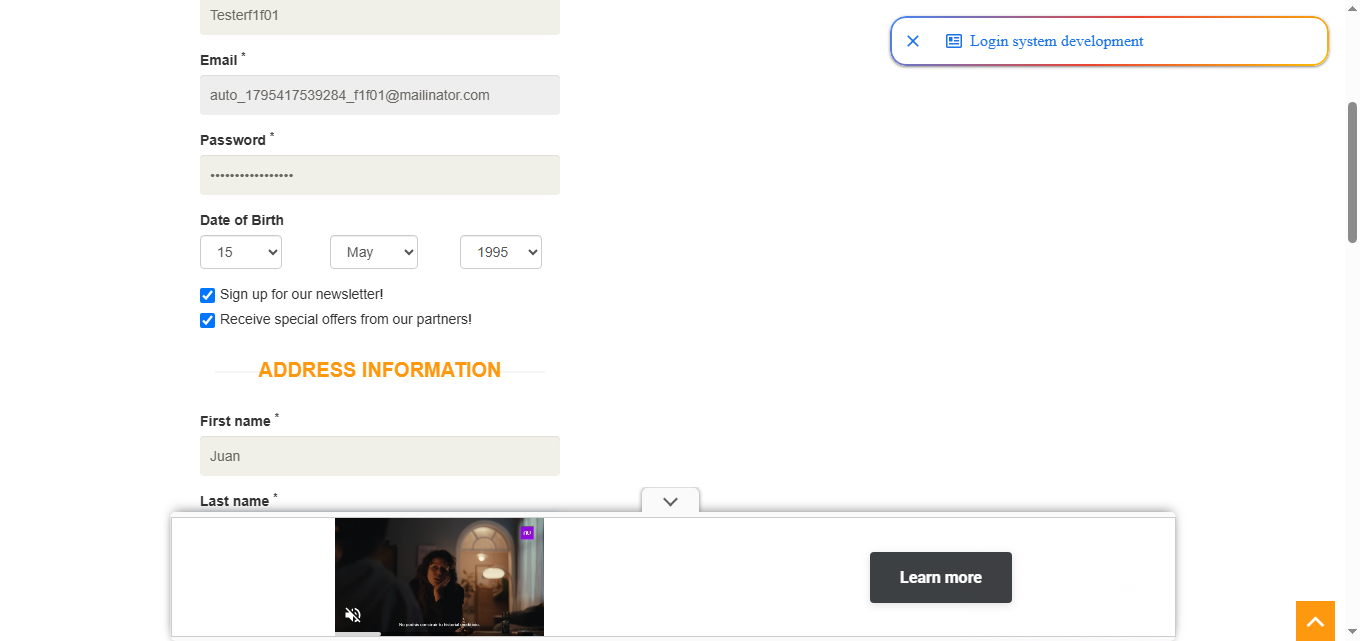 Testerf1f01
Login system development
Email *
auto_1795417539284_f1f01@mailinator.com
Password *
•••••••••••••••••
Date of Birth
15 May 1995
Sign up for our newsletter!
Receive special offers from our partners!
ADDRESS INFORMATION
First name *
Juan
Last name *
nu
Learn more